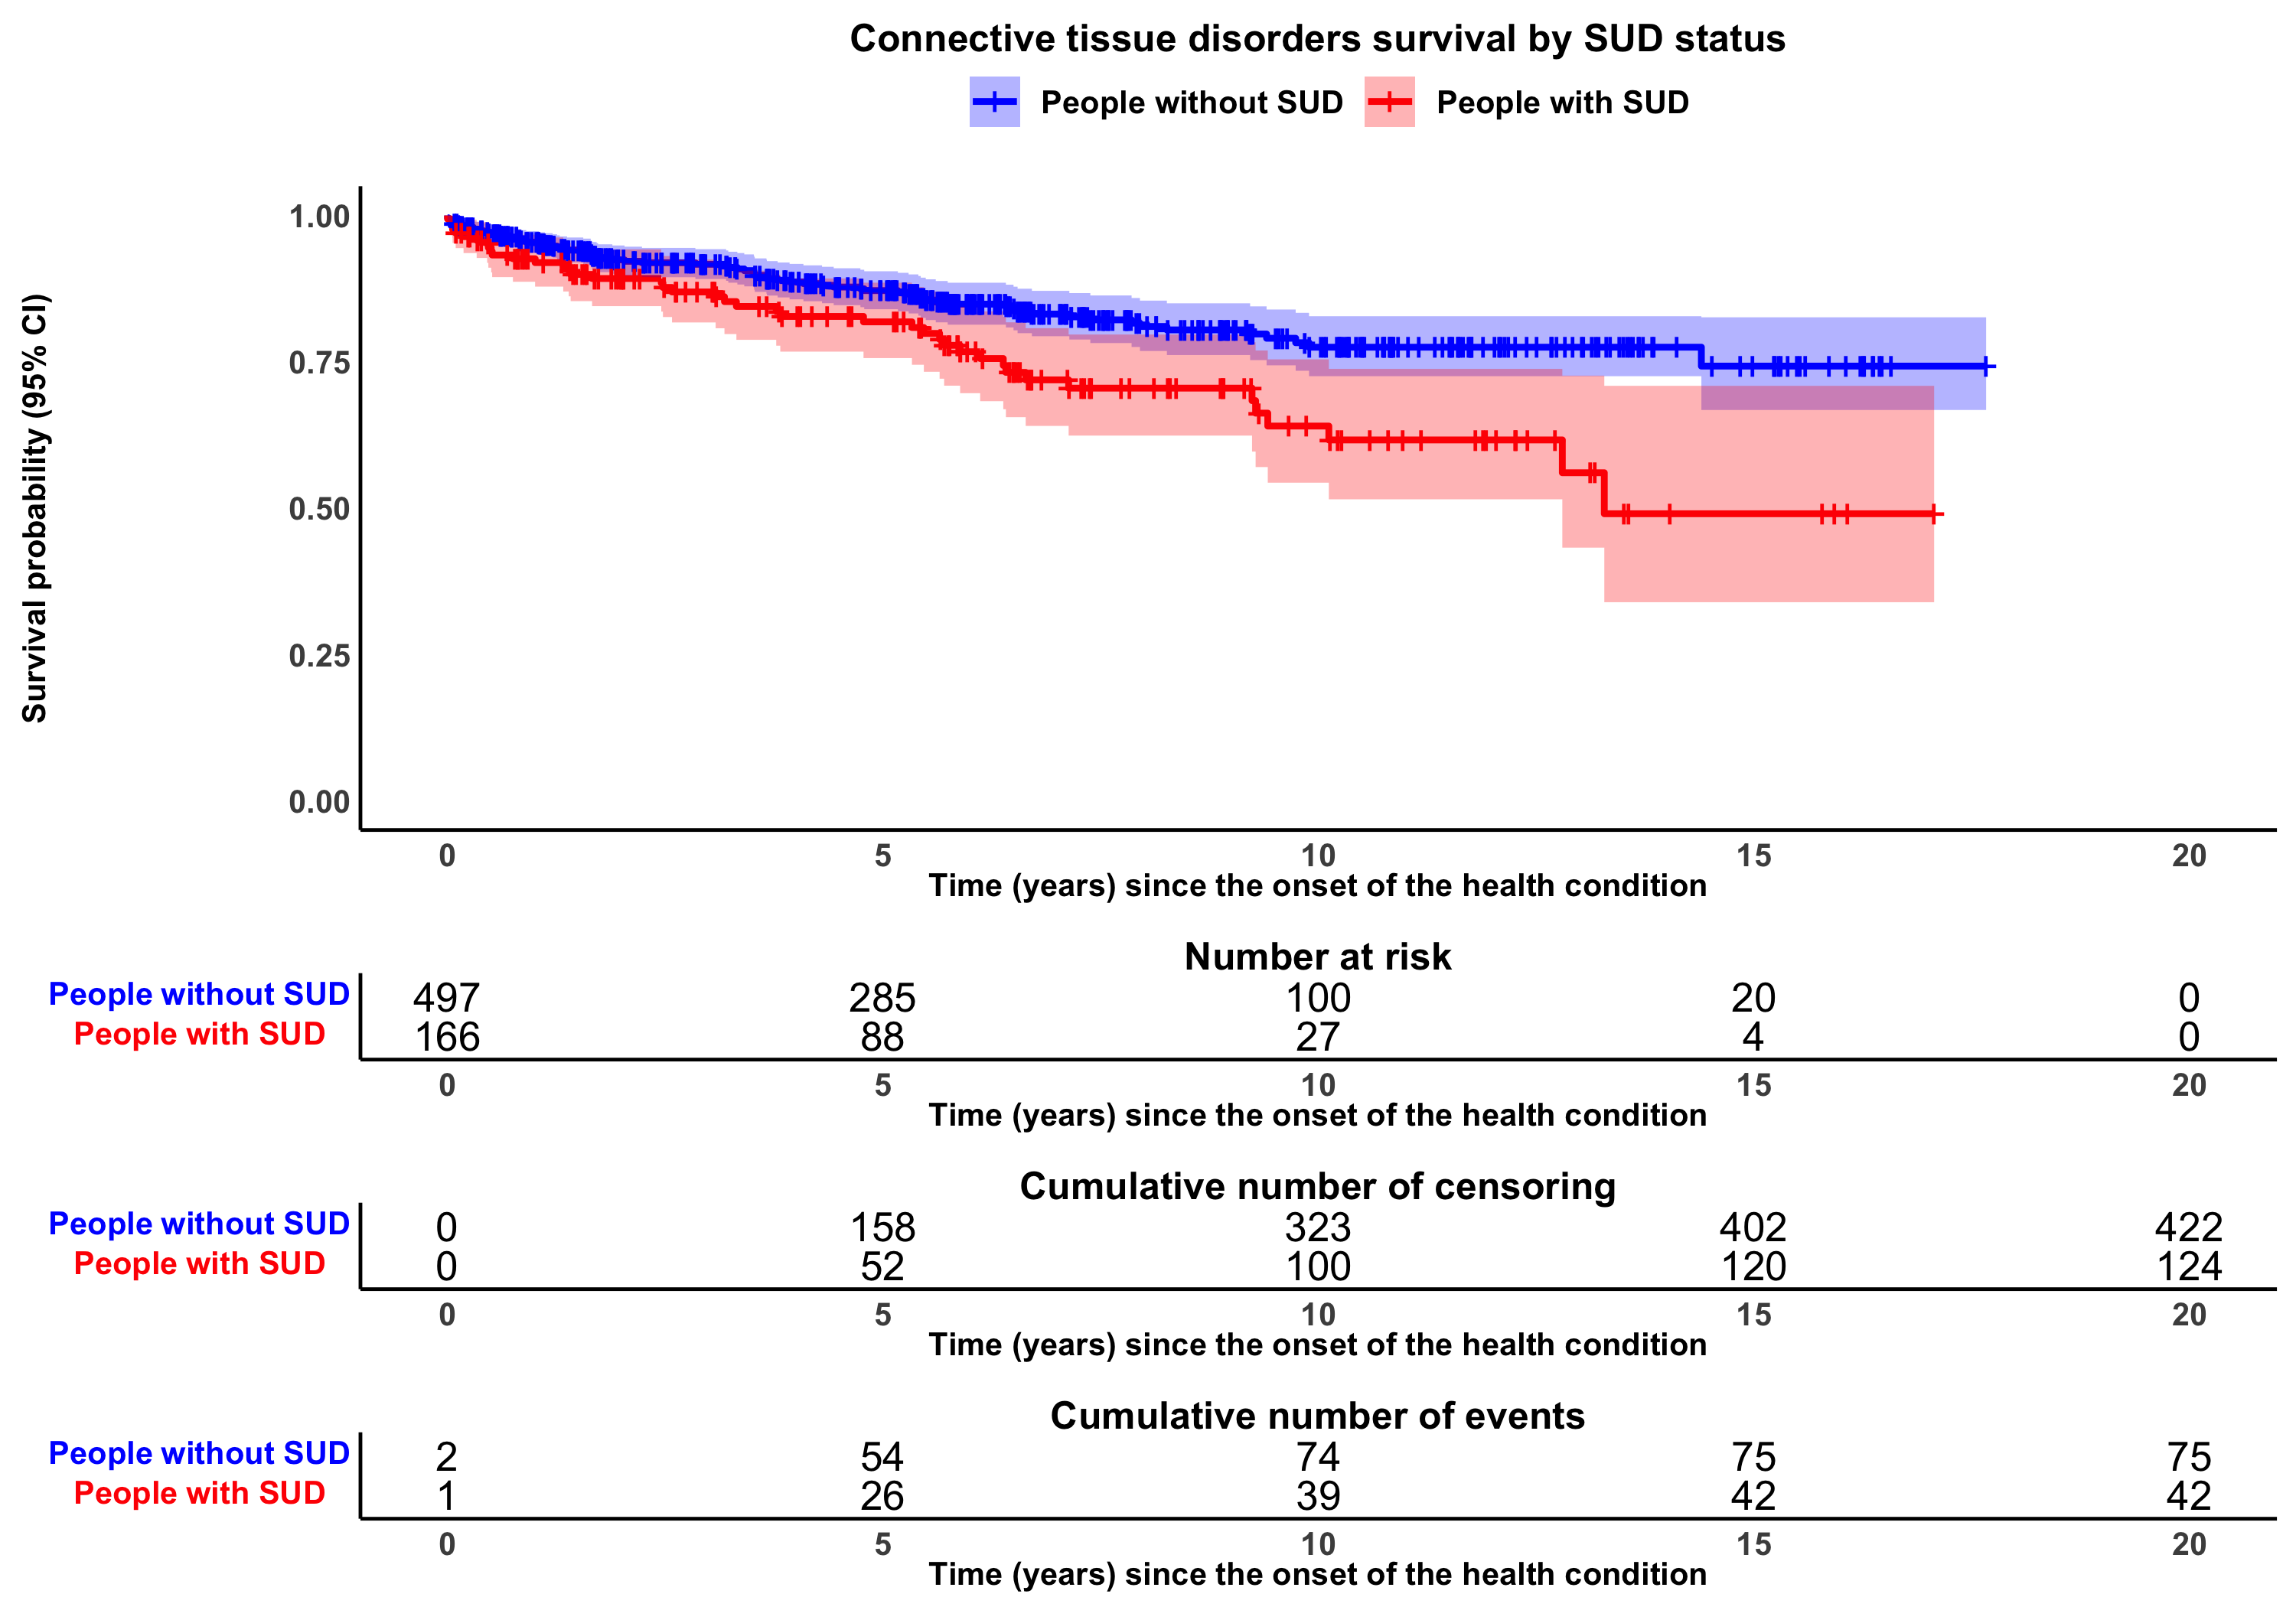 Connective tissue disorders survival by SUD status
People without SUD People with SUD
Survival probability (95% CI)
1.00
0.75
0.50
0.25
0.00
0 5 10 15 20
Time (years) since the onset of the health condition
Number at risk
People without SUD 497 285 100 20 0
People with SUD 166 88 27 4 0
0 5 10 15 20
Time (years) since the onset of the health condition
Cumulative number of censoring
People without SUD 0 158 323 402 422
People with SUD 0 52 100 120 124
0 5 10 15 20
Time (years) since the onset of the health condition
Cumulative number of events
People without SUD 2 54 74 75 75
People with SUD 1 26 39 42 42
0 5 10 15 20
Time (years) since the onset of the health condition